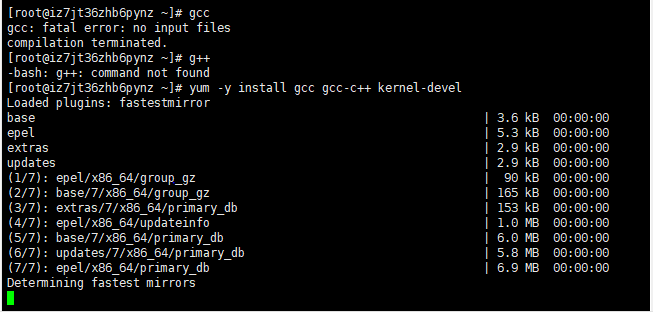 [root@iz7jt36zhb6pynz ~]# gcc
gcc: fatal error: no input files
compilation terminated.
[root@iz7jt36zhb6pynz ~]# g++
-bash: g++: command not found
[root@iz7jt36zhb6pynz ~]# yum -y install gcc gcc-c++ kernel-devel
Loaded plugins: fastestmirror
base | 3.6 kB 00:00:00
epel | 5.3 kB 00:00:00
extras | 2.9 kB 00:00:00
updates | 2.9 kB 00:00:00
(1/7): epel/x86_64/group_gz | 90 kB 00:00:00
(2/7): base/7/x86_64/group_gz | 165 kB 00:00:00
(3/7): extras/7/x86_64/primary_db | 153 kB 00:00:00
(4/7): epel/x86_64/updateinfo | 1.0 MB 00:00:00
(5/7): base/7/x86_64/primary_db | 6.0 MB 00:00:00
(6/7): updates/7/x86_64/primary_db | 5.8 MB 00:00:00
(7/7): epel/x86_64/primary_db | 6.9 MB 00:00:00
Determining fastest mirrors